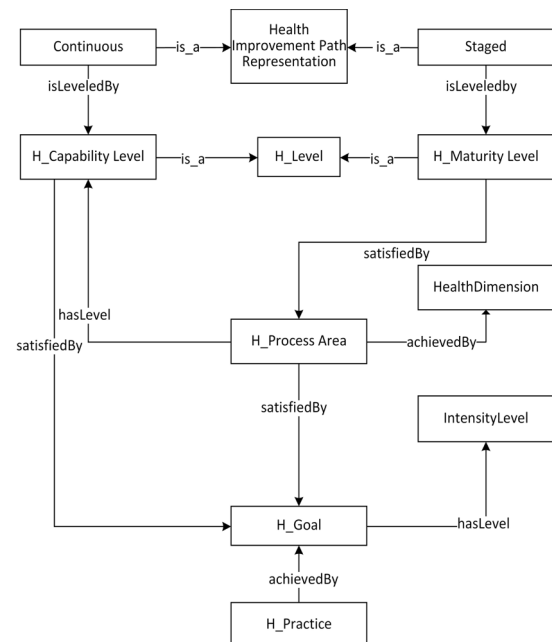 Continuous
is_a
Health
Improvement Path
Representation
is_a
Staged
isLeveledBy
isLeveledby
H_Capability Level
is_a
H_Level
is_a
H_Maturity Level
satisfiedBy
HealthDimension
hasLevel
satisfiedBy
H_Process Area
achievedBy
satisfiedBy
IntensityLevel
H_Goal
hasLevel
achievedBy
H_Practice